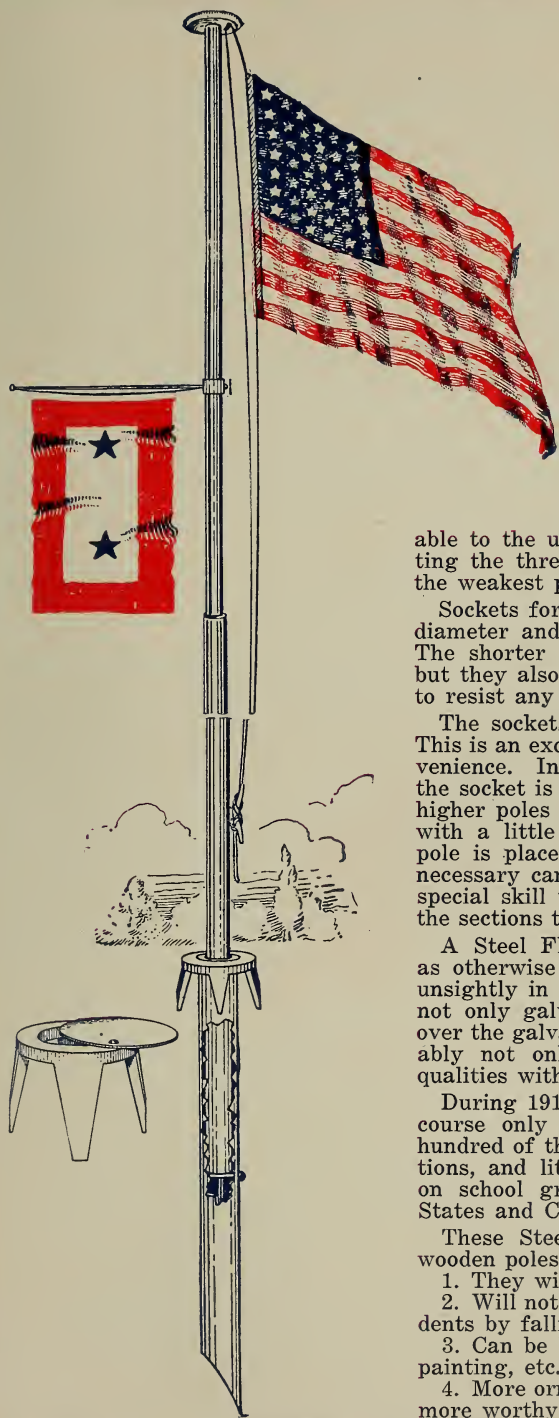 able to the u
ting the thre
the weakest p
Sockets for
diameter and
The shorter
but they also
to resist any
The socket
This is an exc
venience. In
the socket is
higher poles
with a little
pole is place
necessary car
special skill
the sections t
A Steel Fl
as otherwise
unsightly in
not only galv
over the galv
ably not onl
qualities with
During 191
course only
hundred of th
tions, and lit
on school gr
States and C
These Stee
wooden poles
1. They wi
2. Will not
dents by falli
3. Can be
painting, etc.
4. More orn
more worthy